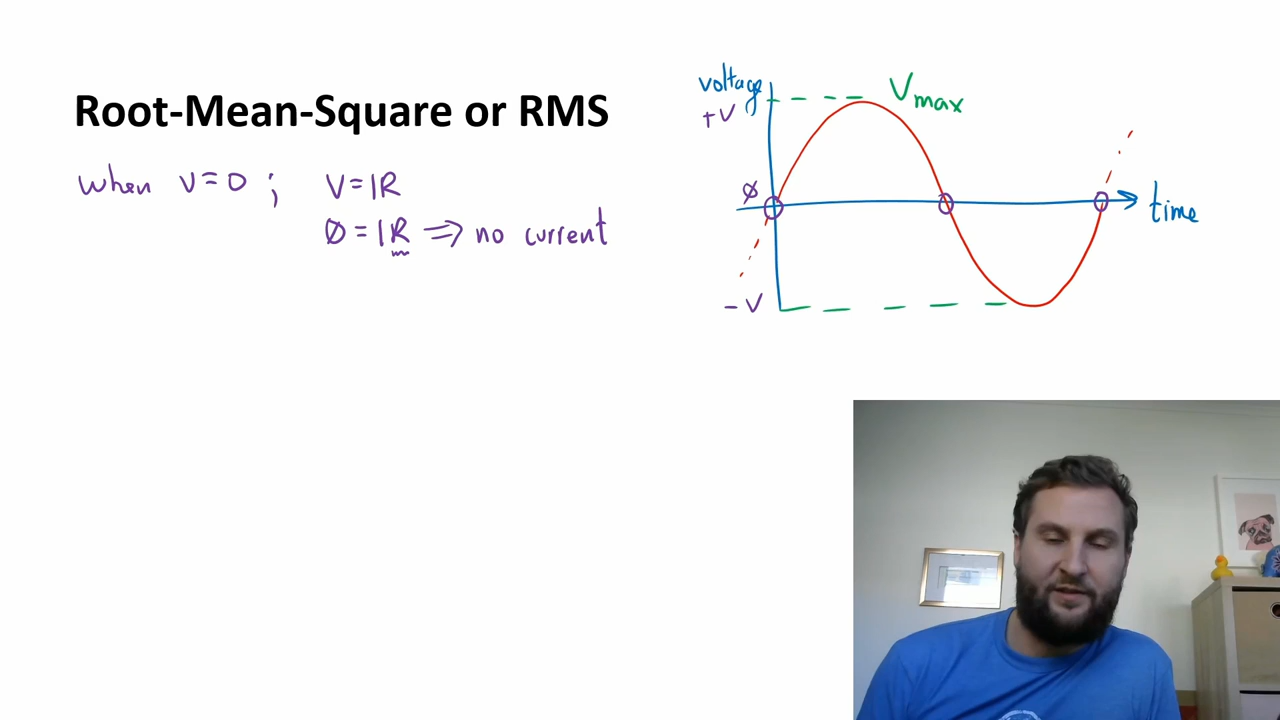 Root-Mean-Square or RMS
when v=0 ; V=IR
Ø=IR ⇒ no current
voltage
+V
Vmax
Ø
time
-V